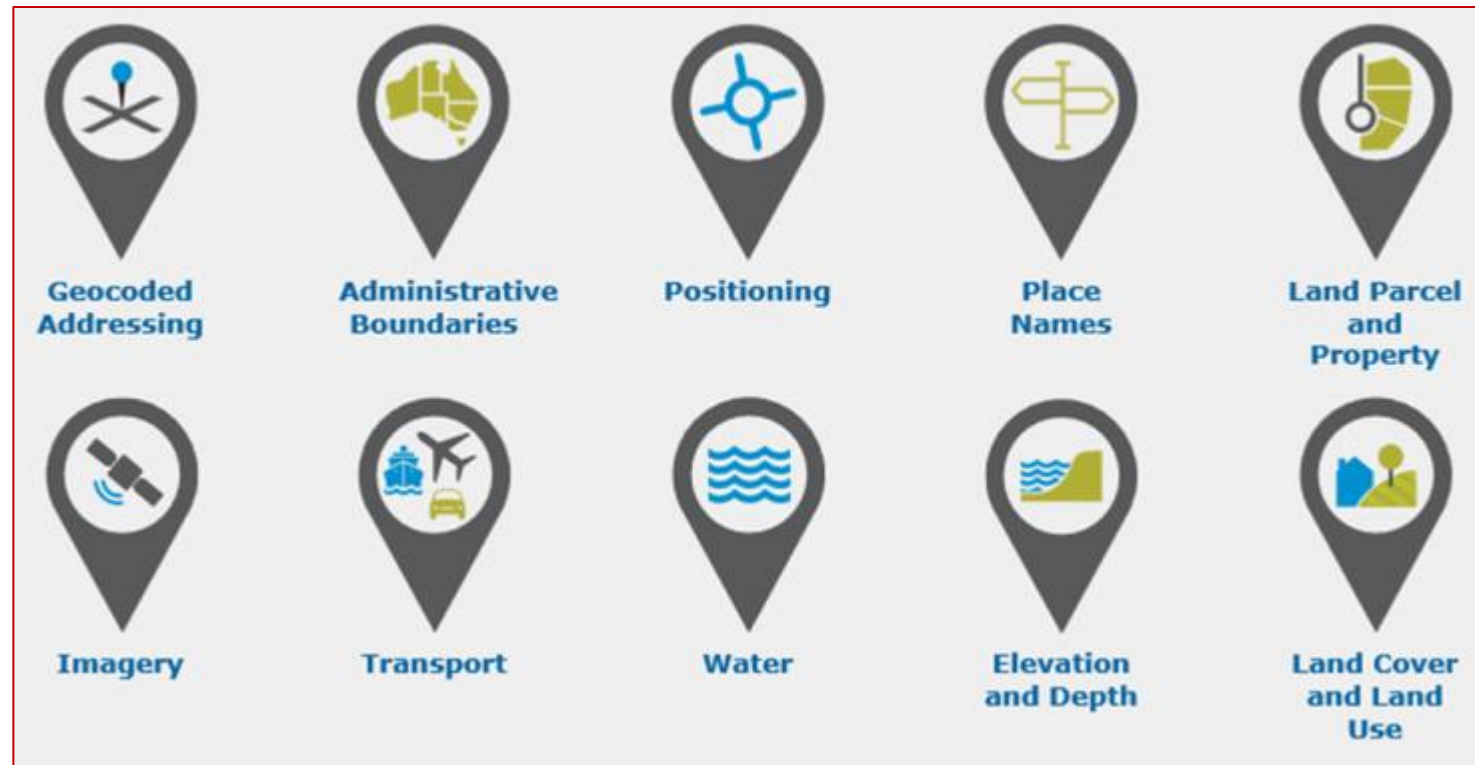 Geocoded
Addressing
Administrative
Boundaries
Positioning
Place
Names
Land Parcel
and
Property
Imagery
Transport
Water
Elevation
and Depth
Land Cover
and Land
Use